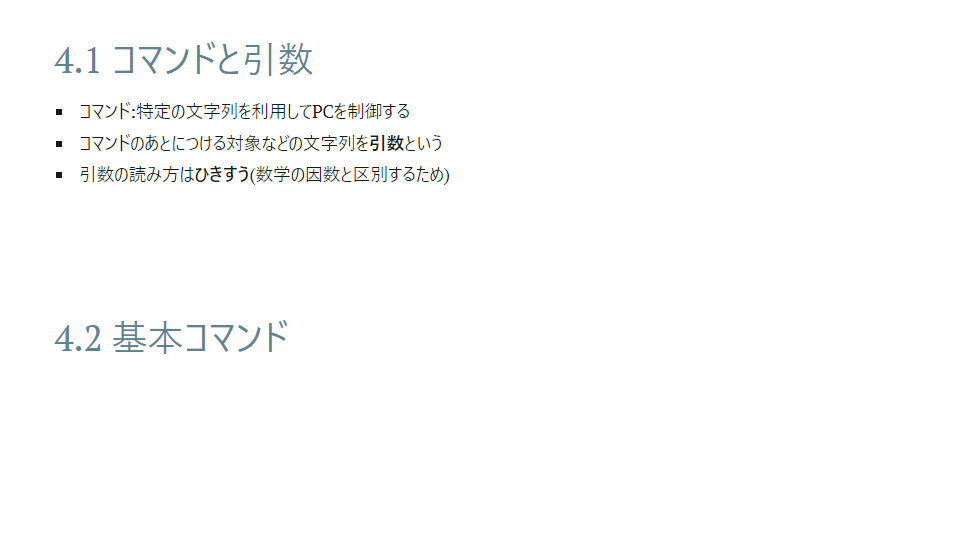 4.1 コマンドと引数
▪ コマンド:特定の文字列を利用してPCを制御する
▪ コマンドのあとにつける対象などの文字列を引数という
▪ 引数の読み方はひきすう(数学の因数と区別するため)
4.2 基本コマンド